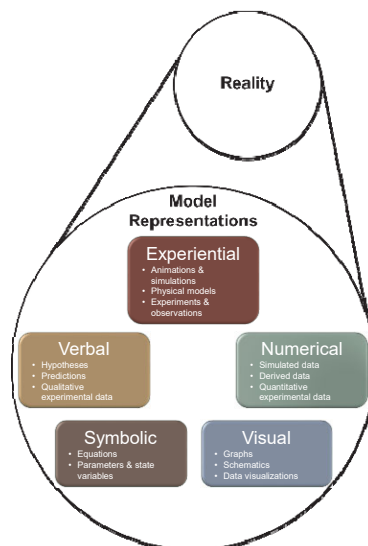 Reality
Model
Representations
Experiential
• Animations &
simulations
• Physical models
• Experiments &
observations
Verbal
• Hypotheses
• Predictions
• Qualitative
experimental data
Numerical
• Simulated data
• Derived data
• Quantitative
experimental data
Symbolic
• Equations
• Parameters & state
variables
Visual
• Graphs
• Schematics
• Data visualizations